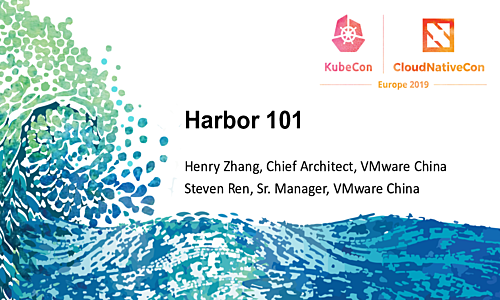 KubeCon
CloudNativeCon
Europe 2019
Harbor 101
Henry Zhang, Chief Architect, VMware China
Steven Ren, Sr. Manager, VMware China